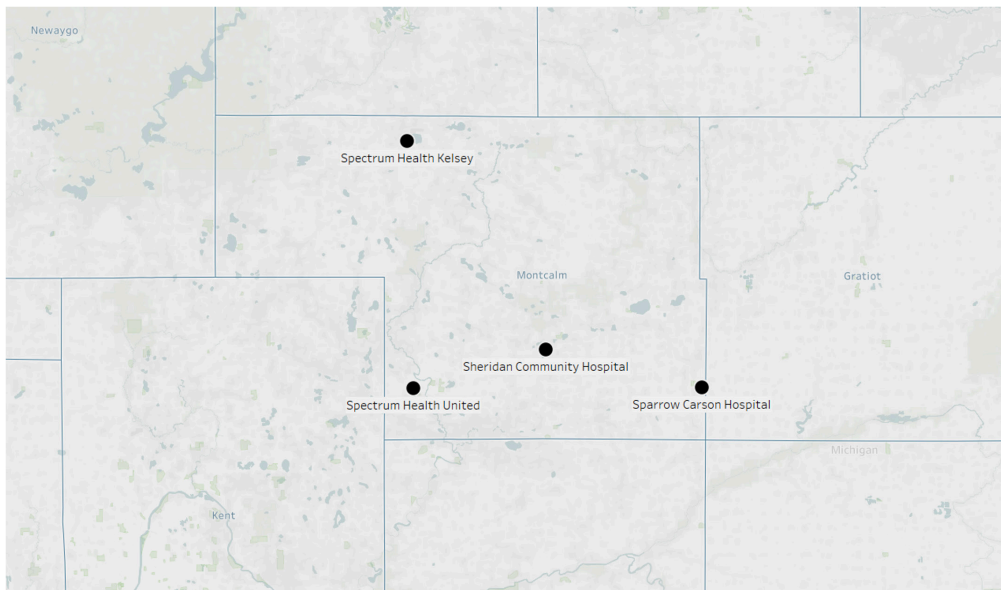 Newaygo
Spectrum Health Kelsey
Montcalm
Gratiot
Sheridan Community Hospital
Spectrum Health United
Sparrow Carson Hospital
Michigan
Kent